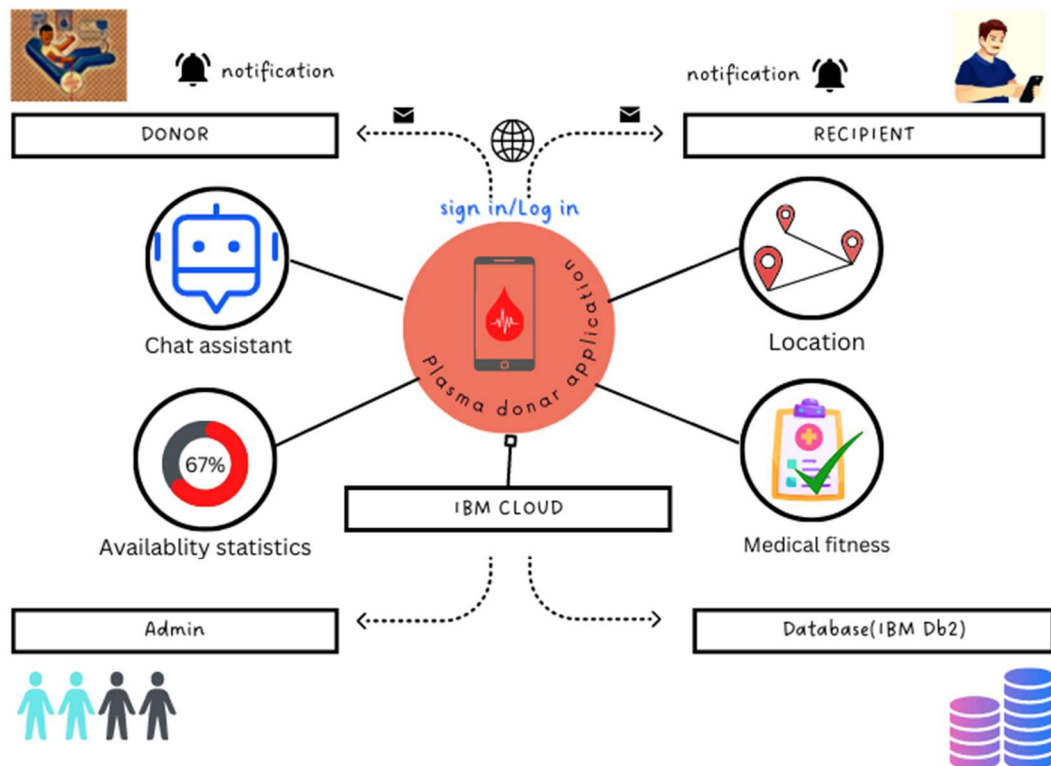 notification
notification
DONOR
RECIPIENT
sign in/Log in
Plasma donar application
Chat assistant
Location
67%
Availablity statistics
IBM CLOUD
Medical fitness
Admin
Database(IBM Db2)